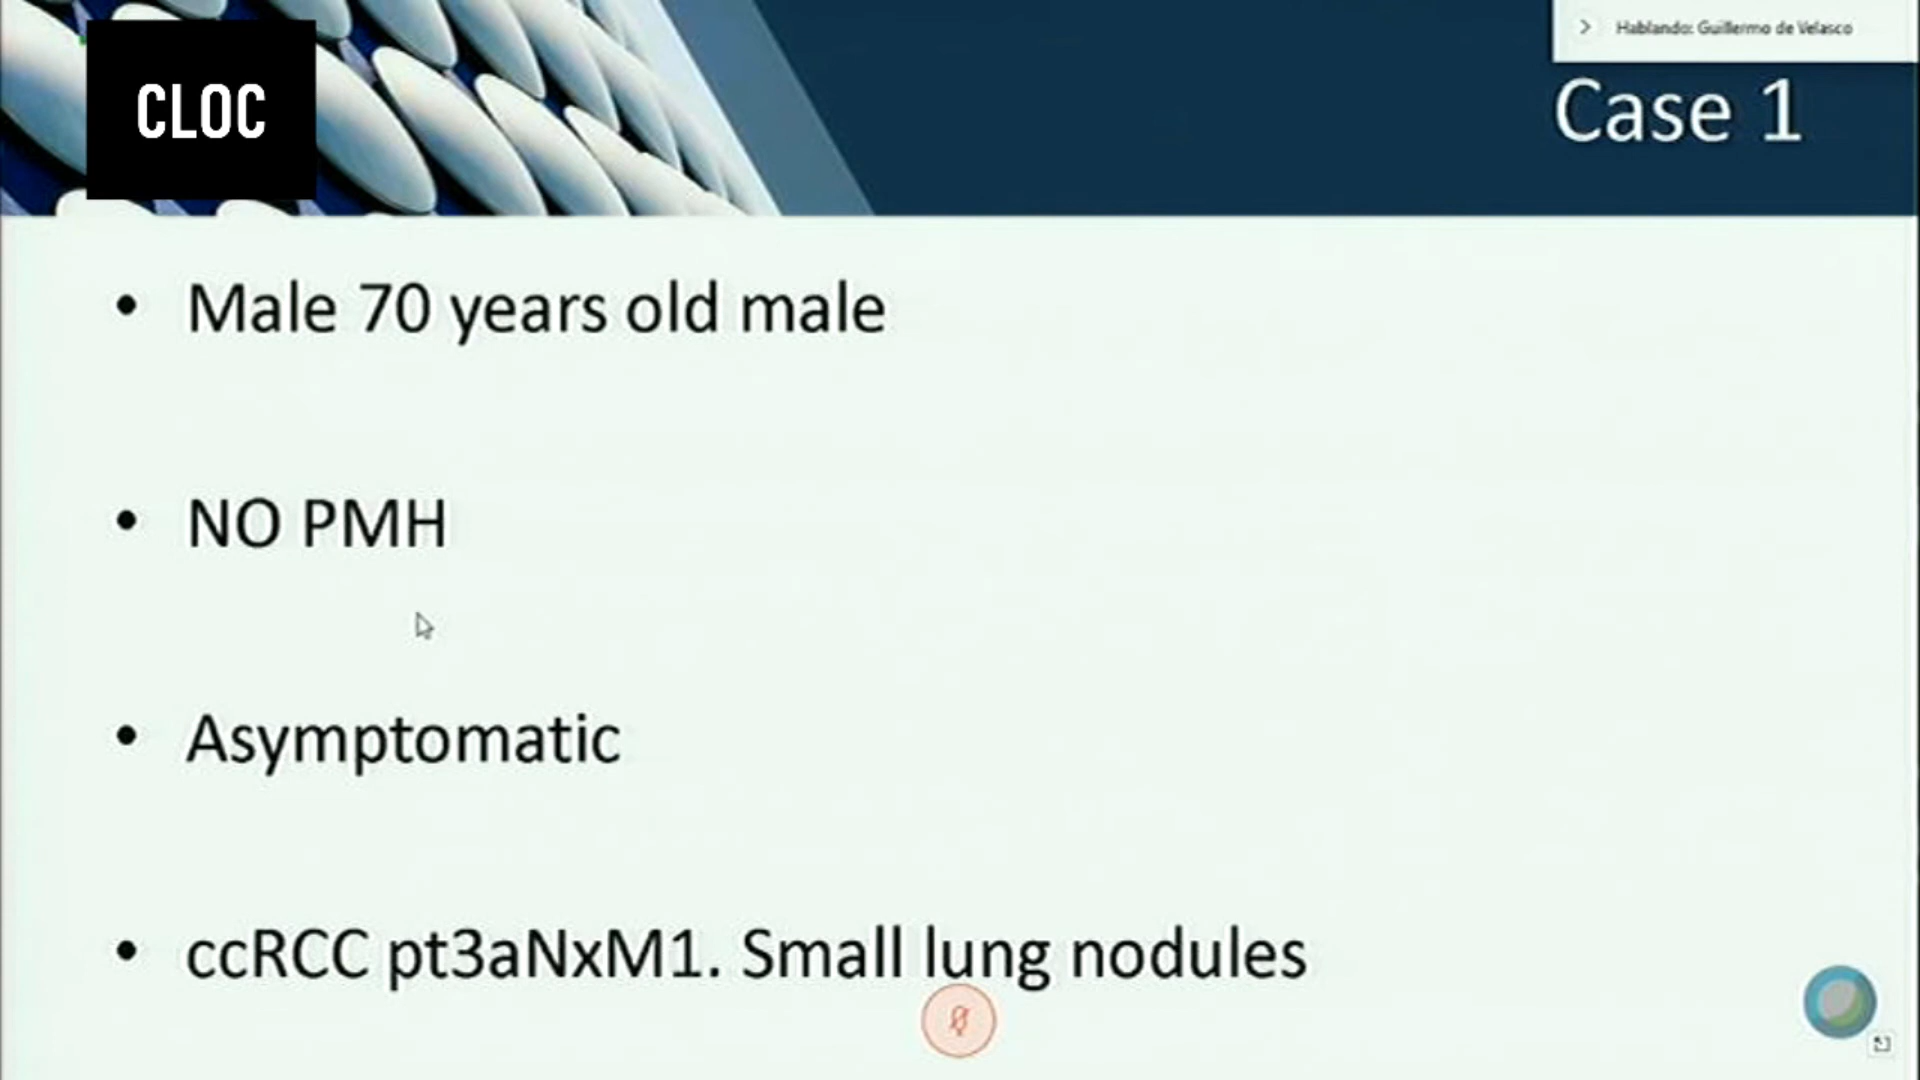 Hablando: Guillermo de Velasco
CLOC
Case 1
• Male 70 years old male
• NO PMH
• Asymptomatic
• ccRCC pt3aNxM1. Small lung nodules